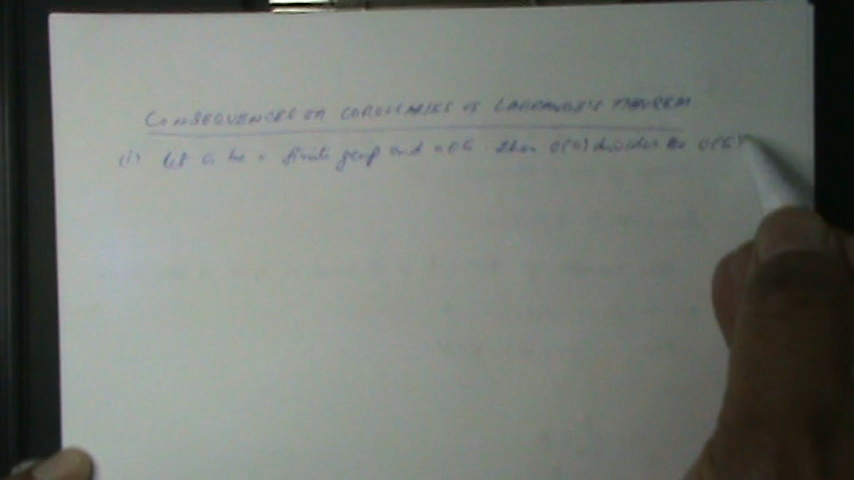 CONSEQUENCES OR COROLLARIES OF LAGRANGE'S THEOREM
(i) Let G be a finite group and a∈G. Then O(a) divides the O(G)